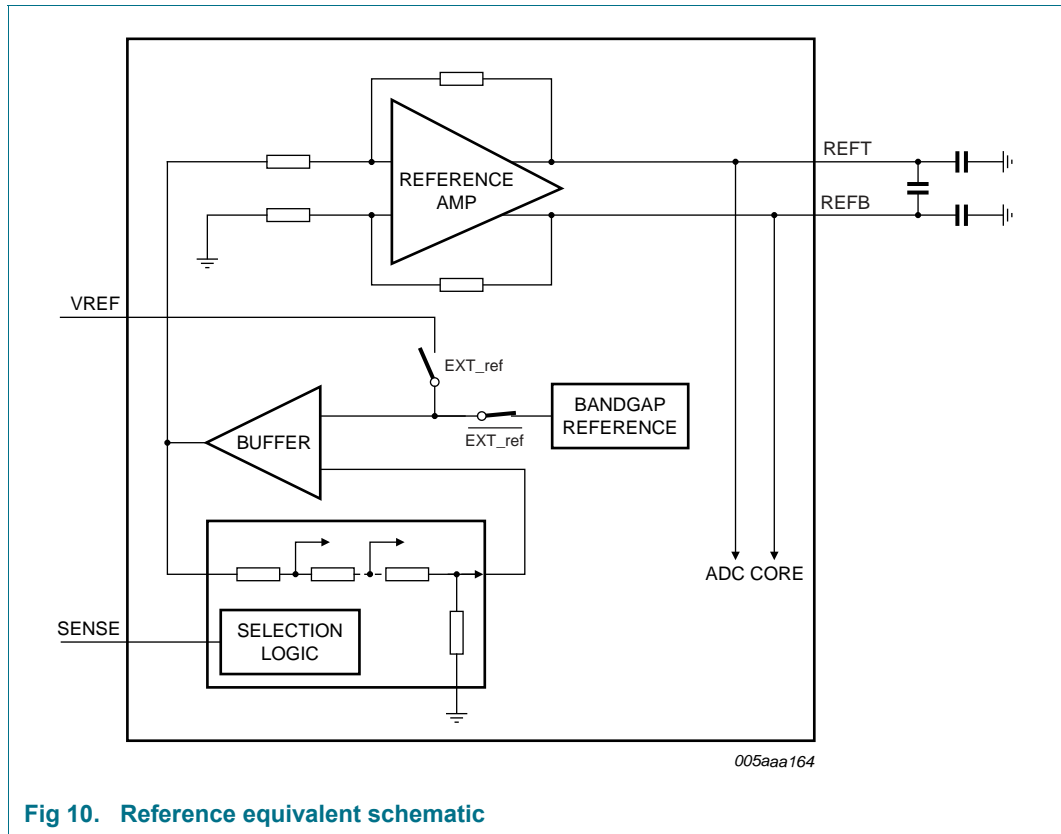 REFERENCE
AMP
REFT
REFB
VREF
EXT_ref
EXT_ref
BANDGAP
REFERENCE
BUFFER
ADC CORE
SENSE
SELECTION
LOGIC
005aaa164
Fig 10. Reference equivalent schematic